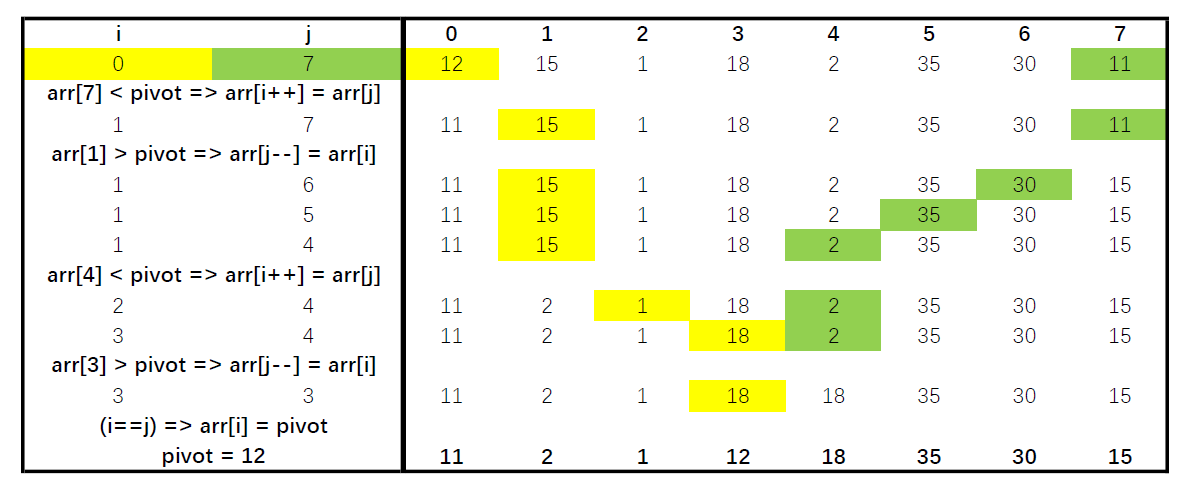 i j 0 1 2 3 4 5 6 7
0 7 12 15 1 18 2 35 30 11
arr[7] < pivot => arr[i++] = arr[j]
1 7 11 15 1 18 2 35 30 11
arr[1] > pivot => arr[j--] = arr[i]
1 6 11 15 1 18 2 35 30 15
1 5 11 15 1 18 2 35 30 15
1 4 11 15 1 18 2 35 30 15
arr[4] < pivot => arr[i++] = arr[j]
2 4 11 2 1 18 2 35 30 15
3 4 11 2 1 18 2 35 30 15
arr[3] > pivot => arr[j--] = arr[i]
3 3 11 2 1 18 18 35 30 15
(i==j) => arr[i] = pivot
pivot = 12 11 2 1 12 18 35 30 15